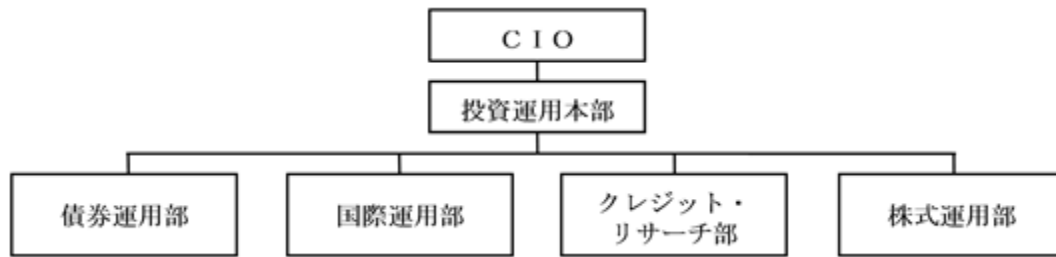 CIO
投資運用本部
債券運用部
国際運用部
クレジット・
リサーチ部
株式運用部